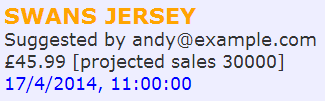 SWANS JERSEY
Suggested by andy@example.com
£45.99 [projected sales 30000]
17/4/2014, 11:00:00